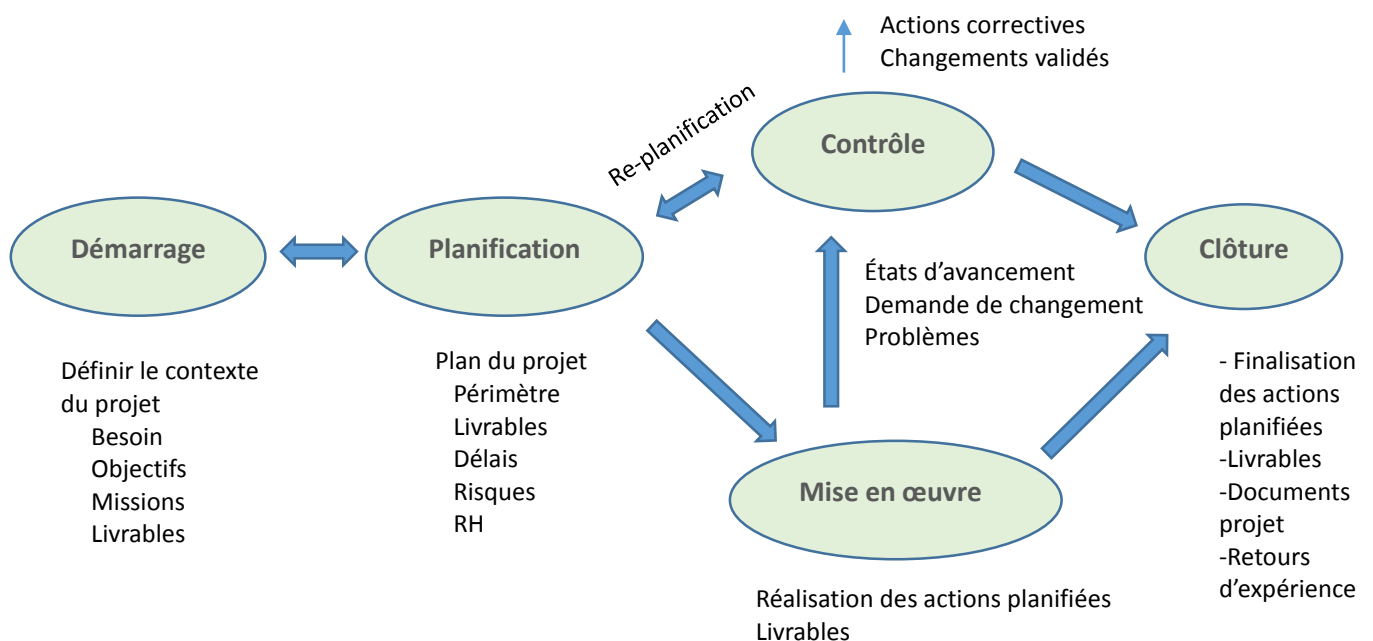 Actions correctives
Changements validés
Re-planification
Contrôle
Démarrage
Planification
Clôture
États d’avancement
Demande de changement
Problèmes
Définir le contexte
du projet
Besoin
Objectifs
Missions
Livrables
Plan du projet
Périmètre
Livrables
Délais
Risques
RH
Mise en œuvre
Réalisation des actions planifiées
Livrables
- Finalisation
des actions
planifiées
-Livrables
-Documents
projet
-Retours
d’expérience